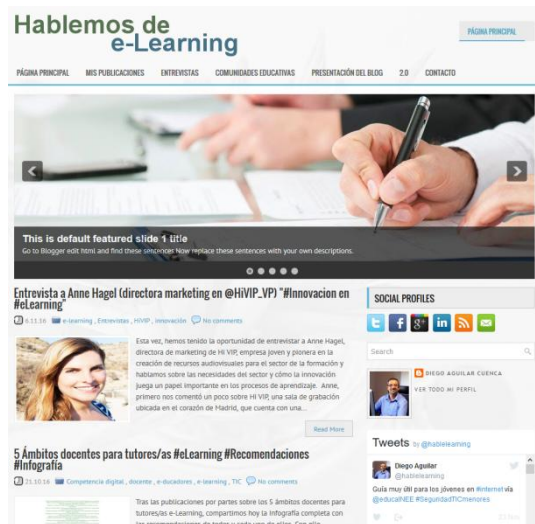 Hablemos de
e-Learning
PÁGINA PRINCIPAL
PÁGINA PRINCIPAL MIS PUBLICACIONES ENTREVISTAS COMUNIDADES EDUCATIVAS PRESENTACIÓN DEL BLOG 2.0 CONTACTO
This is default featured slide 1 title
Go to Blogger edit html and find these sentences Now replace these sentences with your own descriptions.
Entrevista a Anne Hagel (directora marketing en @HiVIP_VP) "#Innovacion en
#eLearning"
6.11.16 e-learning , Entrevistas , HiVIP , innovación No comments
Esta vez, hemos tenido la oportunidad de entrevistar a Anne Hagel,
directora de marketing de Hi VIP, empresa joven y pionera en la
creación de recursos audiovisuales para el sector de la formación y
hablamos sobre las necesidades del sector y cómo la innovación
juega un papel importante en los procesos de aprendizaje. Anne,
primero nos comentó un poco sobre Hi VIP, una sala de grabación
ubicada en el corazón de Madrid, que cuenta con una...
Read More
5 Ámbitos docentes para tutores/as #eLearning #Recomendaciones
#Infografía
21.10.16 Competencia digital , docente , e-ducadores , e-learning , TIC No comments
Tras las publicaciones por partes sobre los 5 ámbitos docentes para
tutores/as e-Learning, compartimos hoy la infografía completa con
SOCIAL PROFILES
Search
DIEGO AGUILAR CUENCA
VER TODO MI PERFIL
Tweets by @hablelearning
Diego Aguilar
@hablelearning
Guía muy útil para los jóvenes en #internet vía
@educaINEE #SeguridadTICmenores